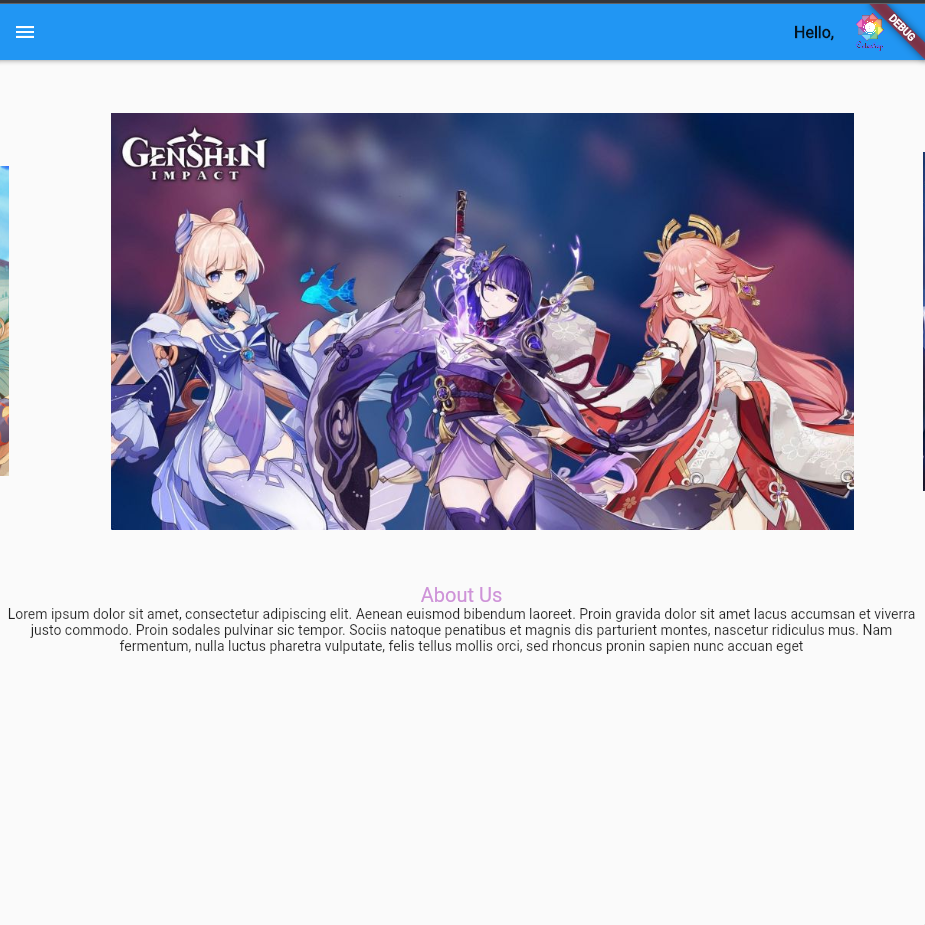 Hello,
DEBUG
GENSHIN
IMPACT
About Us
Lorem ipsum dolor sit amet, consectetur adipiscing elit. Aenean euismod bibendum laoreet. Proin gravida dolor sit amet lacus accumsan et viverra
justo commodo. Proin sodales pulvinar sic tempor. Sociis natoque penatibus et magnis dis parturient montes, nascetur ridiculus mus. Nam
fermentum, nulla luctus pharetra vulputate, felis tellus mollis orci, sed rhoncus pronin sapien nunc accuan eget